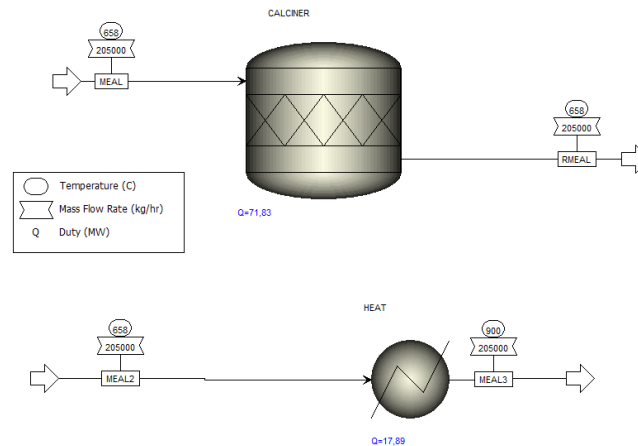 CALCINER
658
205000
MEAL
658
205000
RMEAL
Temperature (C)
Mass Flow Rate (kg/hr)
Q Duty (MW)
Q=71,83
HEAT
658
205000
MEAL2
900
205000
MEAL3
Q=17,89